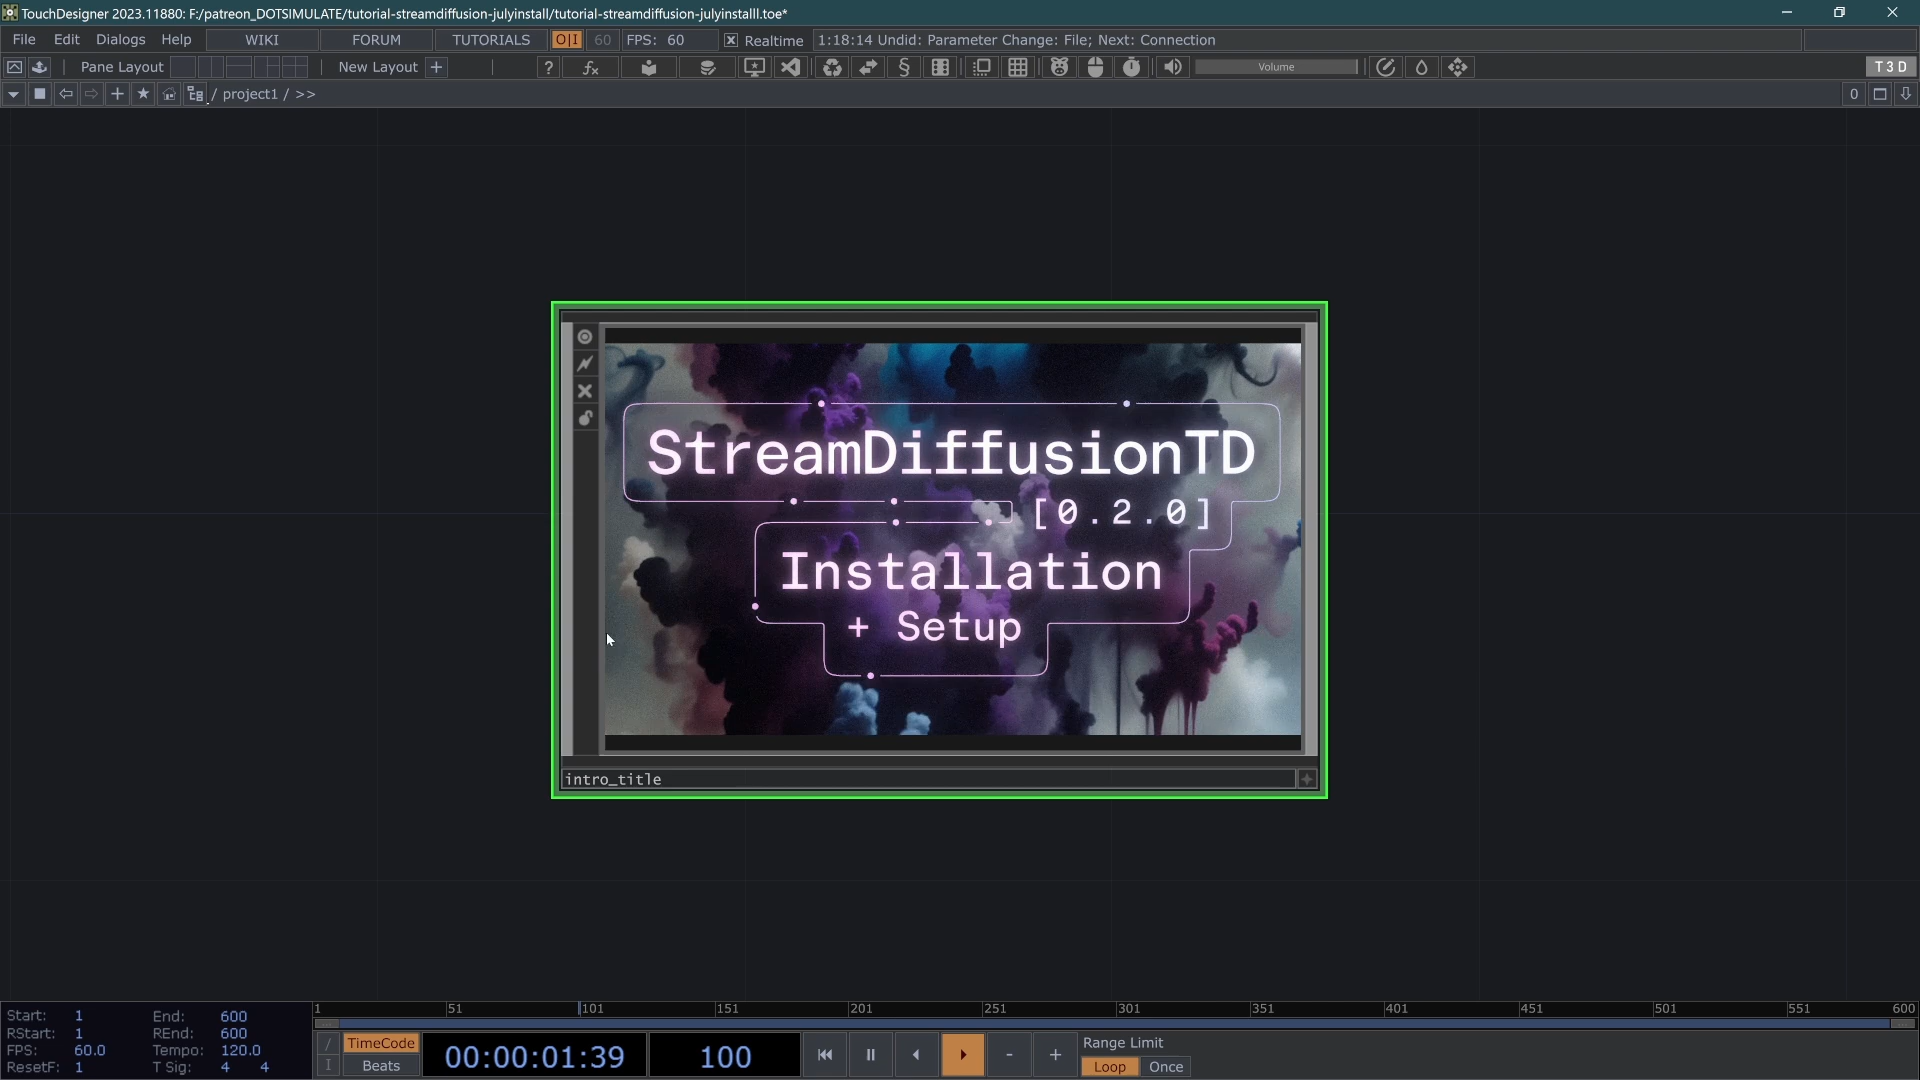 TouchDesigner 2023.11880: F:/patreon_DOTSIMULATE/tutorial-streamdiffusion-julyinstall/tutorial-streamdiffusion-julyinstalll.toe*
File Edit Dialogs Help WIKI FORUM TUTORIALS O|I 60 FPS: 60 Realtime 1:18:14 Undid: Parameter Change: File; Next: Connection
Pane Layout New Layout + ? fx § Volume T3D
/ project1 / >> 0
StreamDiffusionTD
[0.2.0]
Installation
+ Setup
intro_title
1 51 101 151 201 251 301 351 401 451 501 551 600
Start: 1 End: 600
RStart: 1 REnd: 600
FPS: 60.0 Tempo: 120.0
ResetF: 1 T Sig: 4 4
/ TimeCode
I Beats
00:00:01:39 100 - +
Range Limit
Loop Once